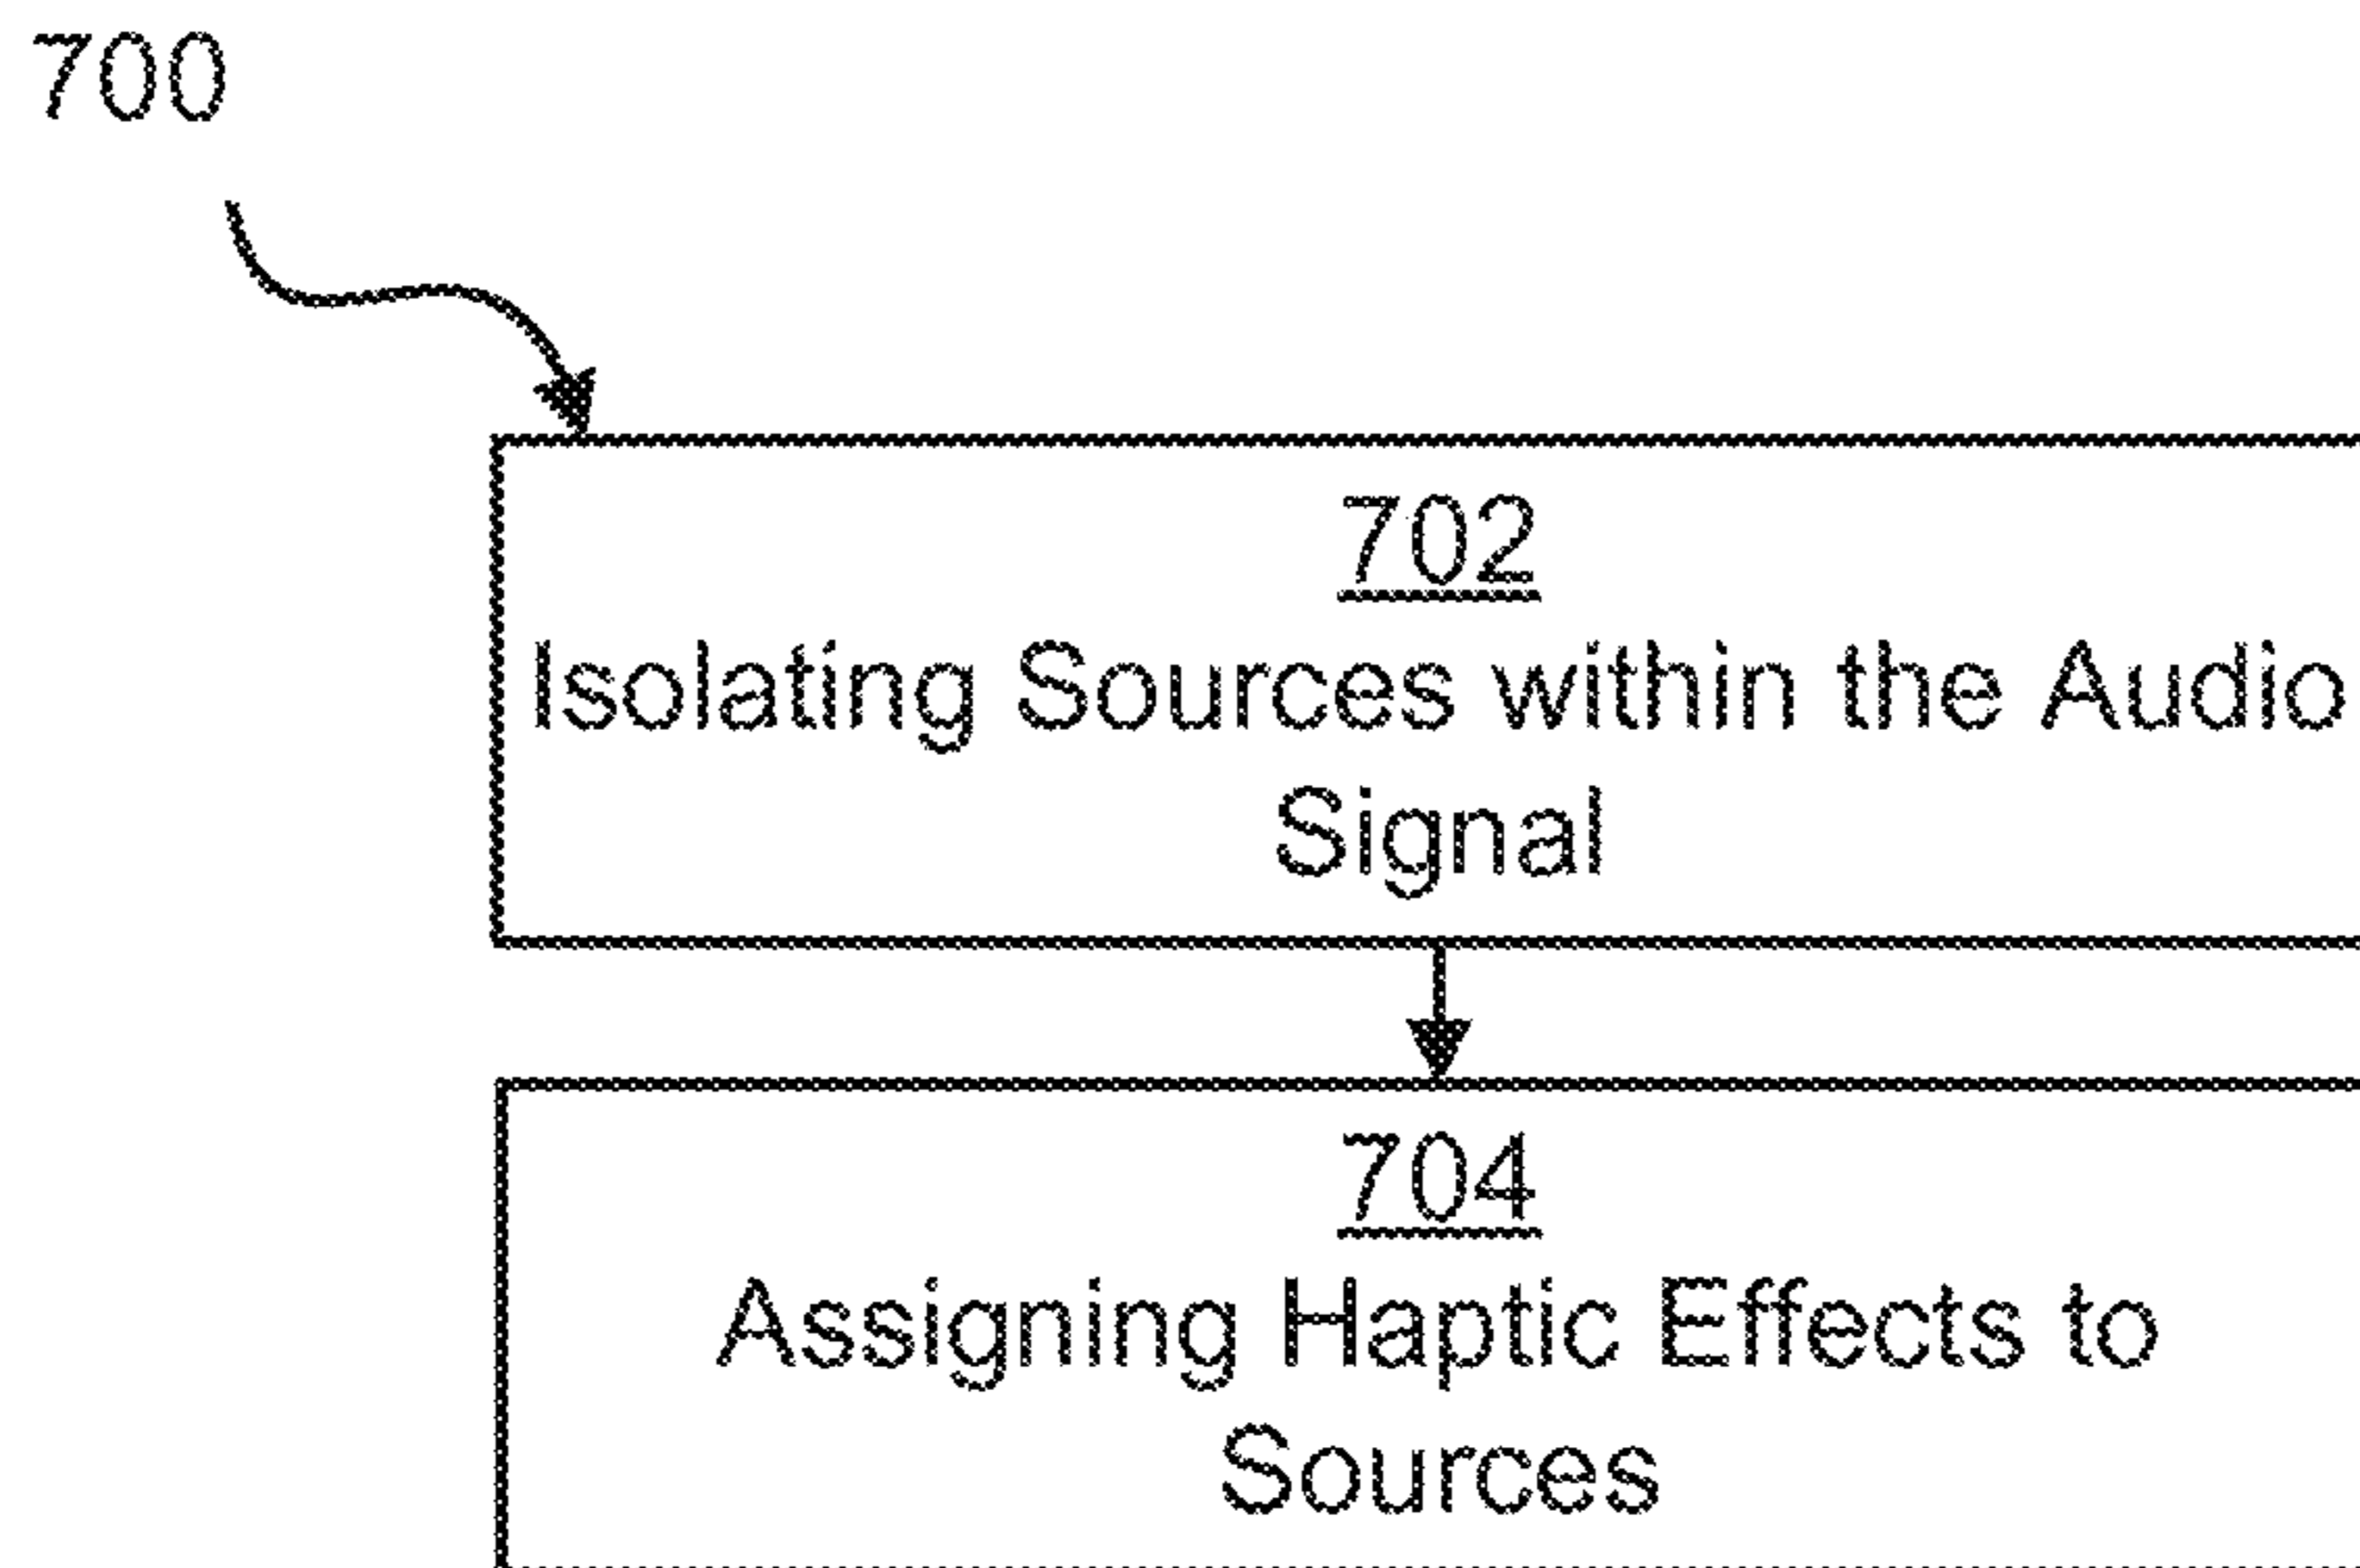 700
702
Isolating Sources within the Audio
Signal
704
Assigning Haptic Effects to
Sources